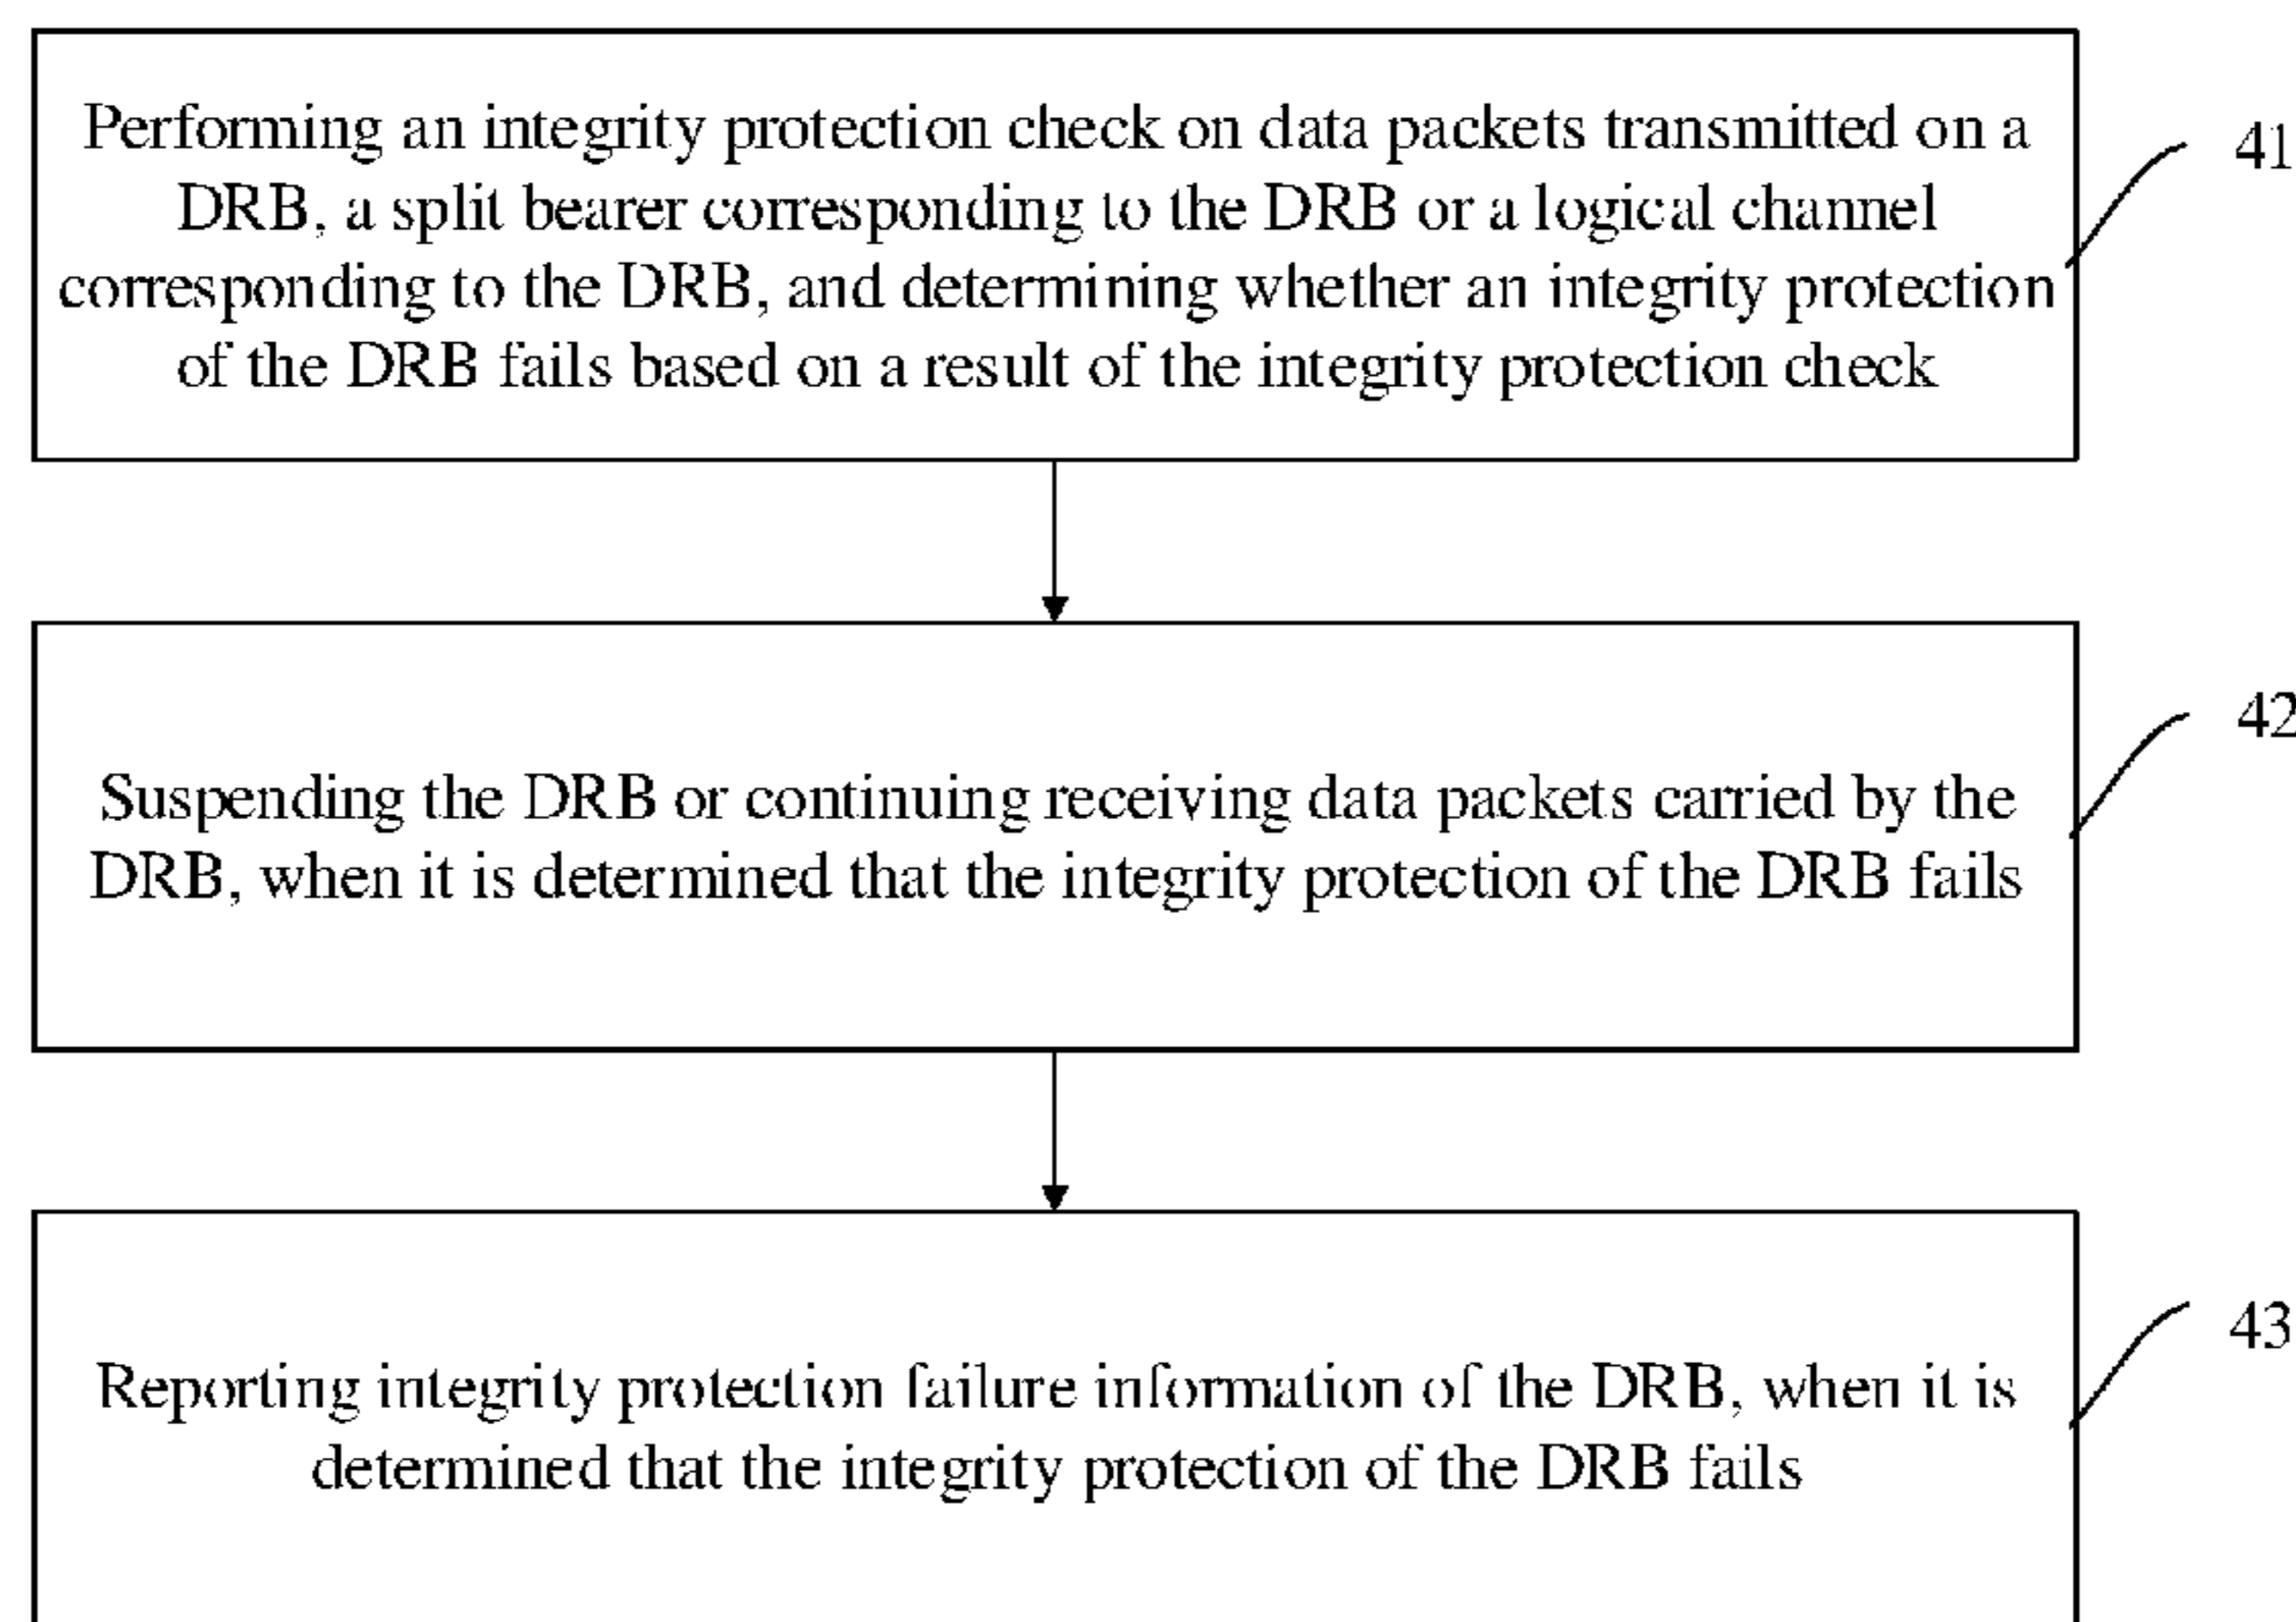 Performing an integrity protection check on data packets transmitted on a
DRB, a split bearer corresponding to the DRB or a logical channel
corresponding to the DRB, and determining whether an integrity protection
of the DRB fails based on a result of the integrity protection check
41
Suspending the DRB or continuing receiving data packets carried by the
DRB, when it is determined that the integrity protection of the DRB fails
42
Reporting integrity protection failure information of the DRB, when it is
determined that the integrity protection of the DRB fails
43